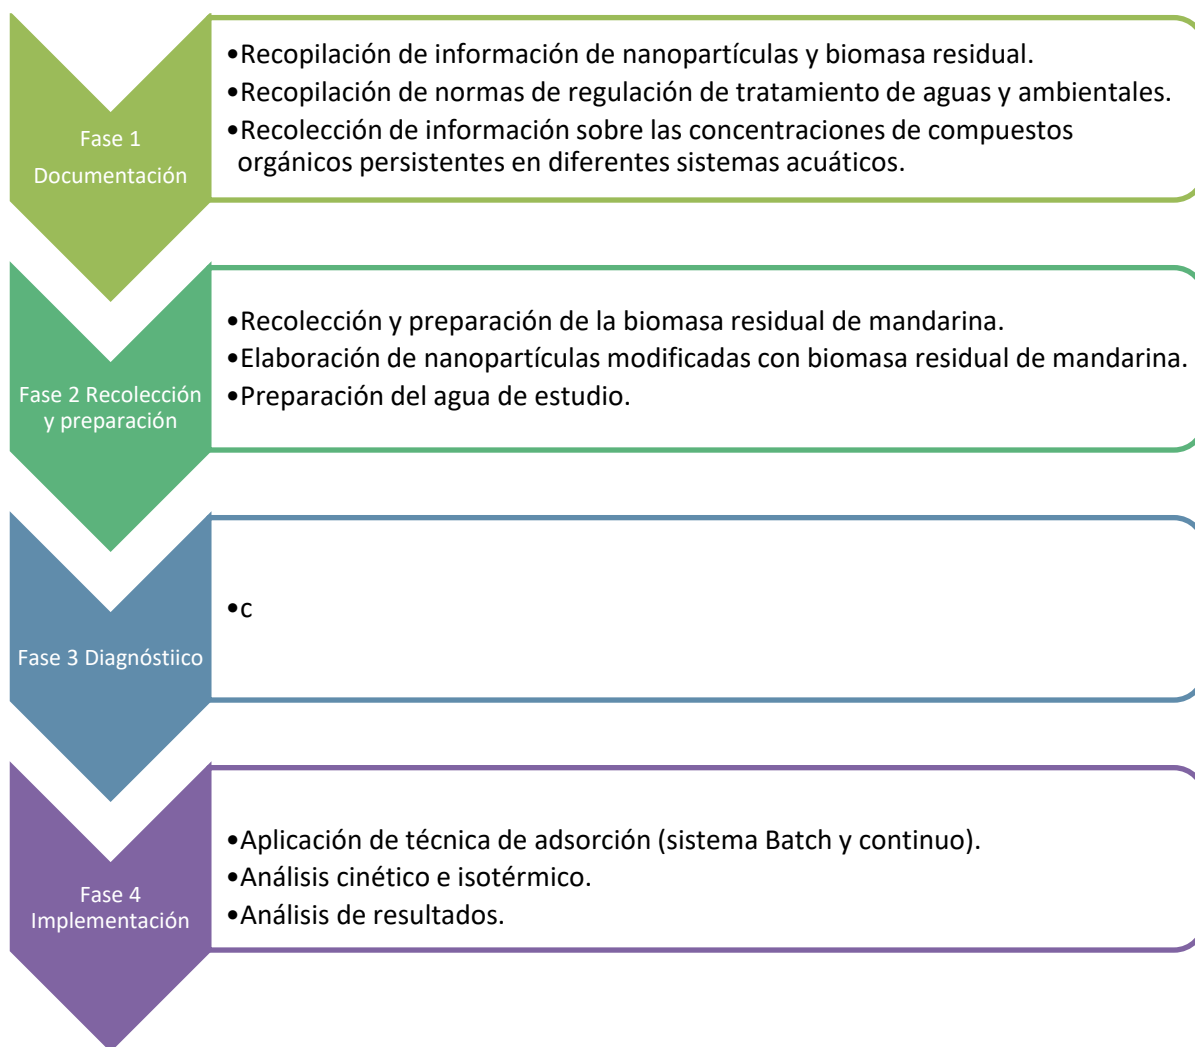 Fase 1
Documentación
•Recopilación de información de nanopartículas y biomasa residual.
•Recopilación de normas de regulación de tratamiento de aguas y ambientales.
•Recolección de información sobre las concentraciones de compuestos
orgánicos persistentes en diferentes sistemas acuáticos.
Fase 2 Recolección
y preparación
•Recolección y preparación de la biomasa residual de mandarina.
•Elaboración de nanopartículas modificadas con biomasa residual de mandarina.
•Preparación del agua de estudio.
Fase 3 Diagnóstiico
•c
Fase 4
Implementación
•Aplicación de técnica de adsorción (sistema Batch y continuo).
•Análisis cinético e isotérmico.
•Análisis de resultados.